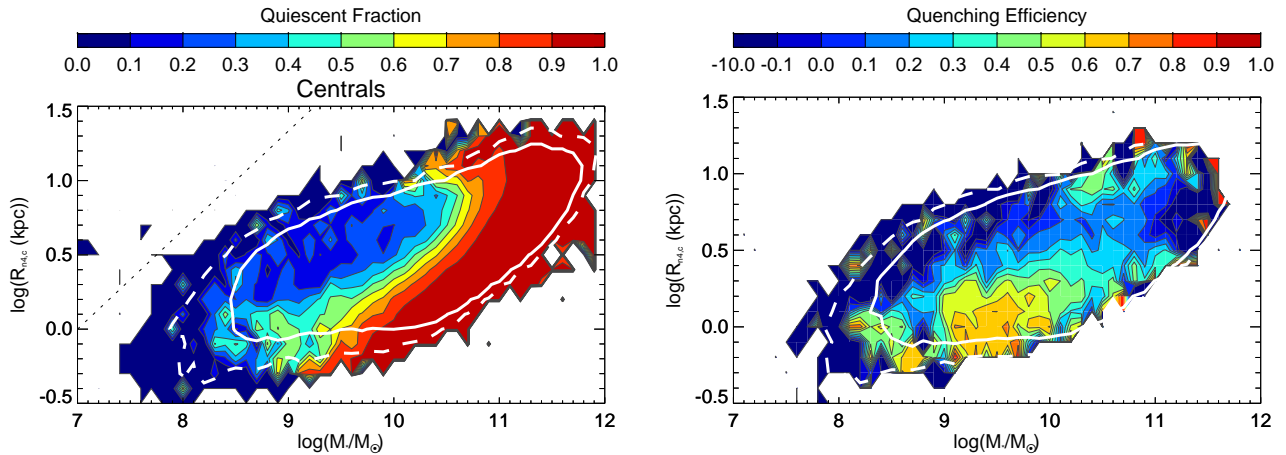 Quiescent Fraction
0.0 0.1 0.2 0.3 0.4 0.5 0.6 0.7 0.8 0.9 1.0
Centrals
1.5
1.0
0.5
0.0
-0.5
log(R_n4,c (kpc))
7 8 9 10 11 12
log(M*/M⊙)
Quenching Efficiency
-10.0 -0.1 0.0 0.1 0.2 0.3 0.4 0.5 0.6 0.7 0.8 0.9 1.0
1.5
1.0
0.5
0.0
-0.5
log(R_n4,c (kpc))
7 8 9 10 11 12
log(M*/M⊙)